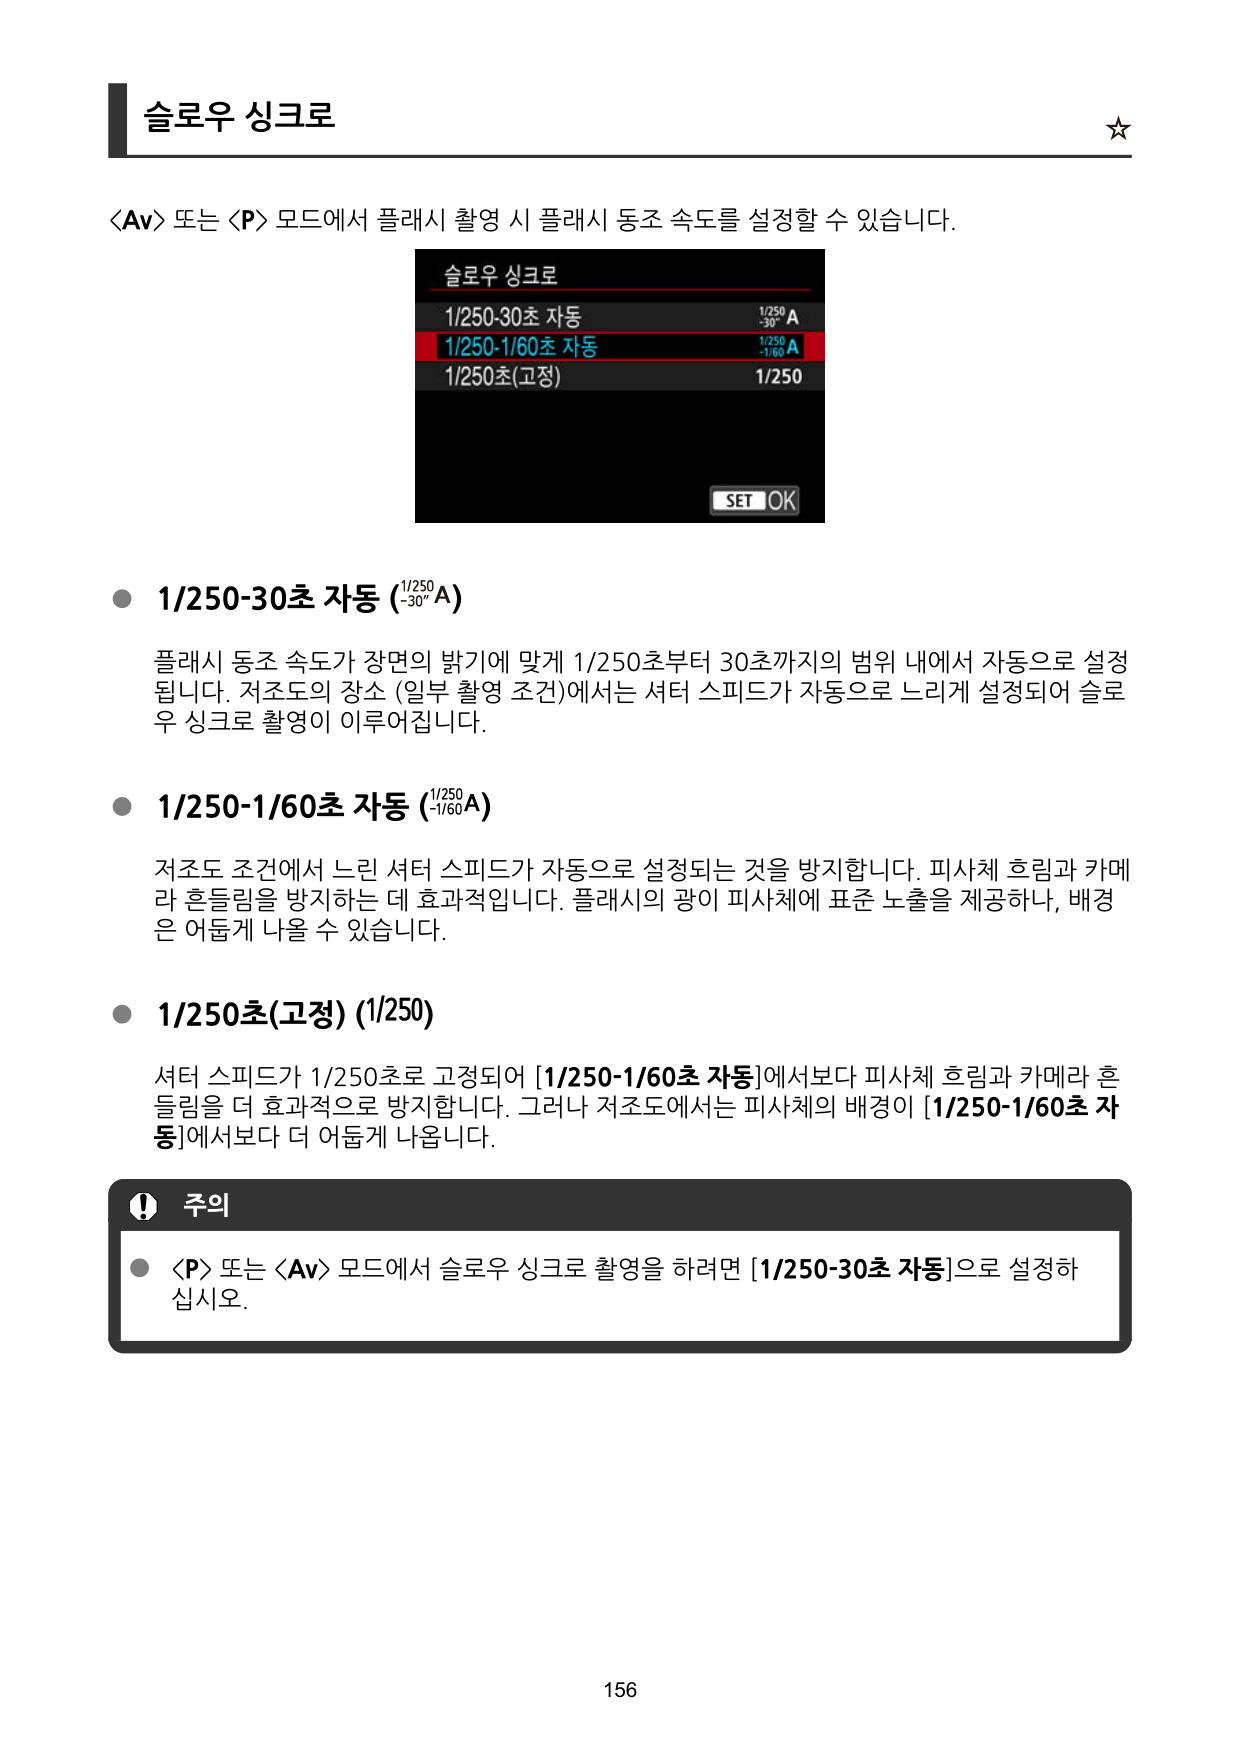 슬로우 싱크로
☆
<Av> 또는 <P> 모드에서 플래시 촬영 시 플래시 동조 속도를 설정할 수 있습니다.
슬로우 싱크로
1/250-30초 자동 1/250-30"A
1/250-1/60초 자동 1/250-1/60A
1/250초(고정) 1/250
SET OK
● 1/250-30초 자동 (1/250-30"A)
플래시 동조 속도가 장면의 밝기에 맞게 1/250초부터 30초까지의 범위 내에서 자동으로 설정
됩니다. 저조도의 장소 (일부 촬영 조건)에서는 셔터 스피드가 자동으로 느리게 설정되어 슬로
우 싱크로 촬영이 이루어집니다.
● 1/250-1/60초 자동 (1/250-1/60A)
저조도 조건에서 느린 셔터 스피드가 자동으로 설정되는 것을 방지합니다. 피사체 흐림과 카메
라 흔들림을 방지하는 데 효과적입니다. 플래시의 광이 피사체에 표준 노출을 제공하나, 배경
은 어둡게 나올 수 있습니다.
● 1/250초(고정) (1/250)
셔터 스피드가 1/250초로 고정되어 [1/250-1/60초 자동]에서보다 피사체 흐림과 카메라 흔
들림을 더 효과적으로 방지합니다. 그러나 저조도에서는 피사체의 배경이 [1/250-1/60초 자
동]에서보다 더 어둡게 나옵니다.
주의
● <P> 또는 <Av> 모드에서 슬로우 싱크로 촬영을 하려면 [1/250-30초 자동]으로 설정하
십시오.
156